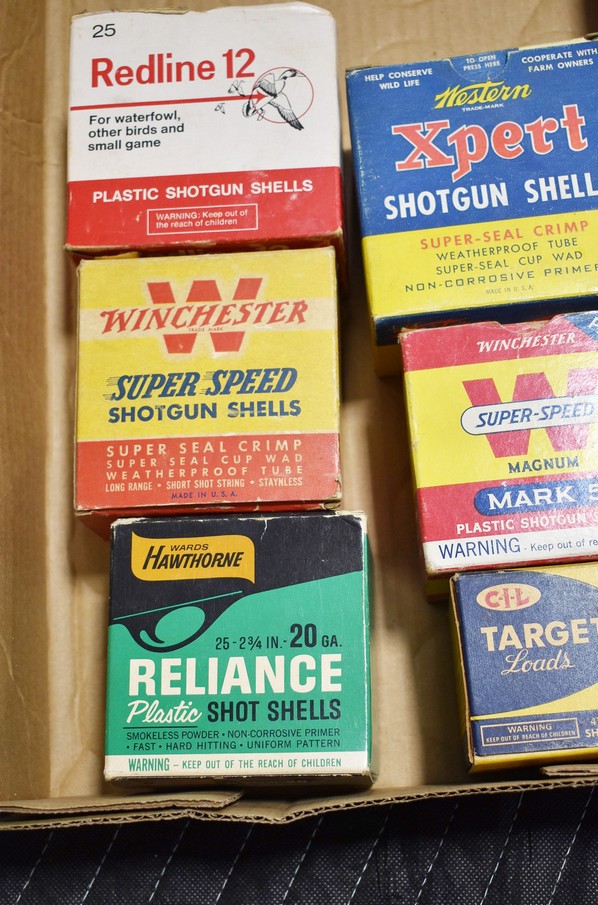 25
Redline 12
For waterfowl,
other birds and
small game
PLASTIC SHOTGUN SHELLS
WARNING: Keep out of
the reach of children
HELP CONSERVE
WILD LIFE
TO OPEN
PRESS HERE
COOPERATE WITH
FARM OWNERS
Western
TRADE-MARK
Xpert
SHOTGUN SHELL
SUPER-SEAL CRIMP
WEATHERPROOF TUBE
SUPER-SEAL CUP WAD
NON-CORROSIVE PRIMER
MADE IN U.S.A.
W
WINCHESTER
TRADE MARK
SUPER SPEED
SHOTGUN SHELLS
SUPER SEAL CRIMP
SUPER SEAL CUP WAD
WEATHERPROOF TUBE
LONG RANGE • SHORT SHOT STRING • STAYNLESS
MADE IN U.S.A.
WINCHESTER
W
SUPER-SPEED
MAGNUM
MARK 5
PLASTIC SHOTGUN
WARNING - Keep out of re
WARDS
HAWTHORNE
25-2¾ IN.-20 GA.
RELIANCE
Plastic SHOT SHELLS
SMOKELESS POWDER • NON-CORROSIVE PRIMER
• FAST • HARD HITTING • UNIFORM PATTERN
WARNING – KEEP OUT OF THE REACH OF CHILDREN
C-I-L
TARGET
Loads
WARNING
KEEP OUT OF REACH OF CHILDREN
SH